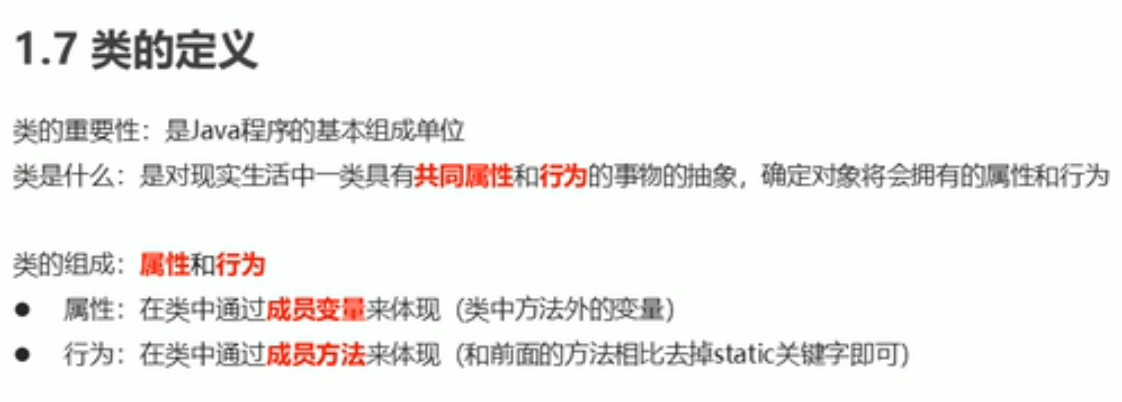 1.7 类的定义
类的重要性：是Java程序的基本组成单位
类是什么：是对现实生活中一类具有共同属性和行为的事物的抽象，确定对象将会拥有的属性和行为
类的组成：属性和行为
● 属性：在类中通过成员变量来体现（类中方法外的变量）
● 行为：在类中通过成员方法来体现（和前面的方法相比去掉static关键字即可）